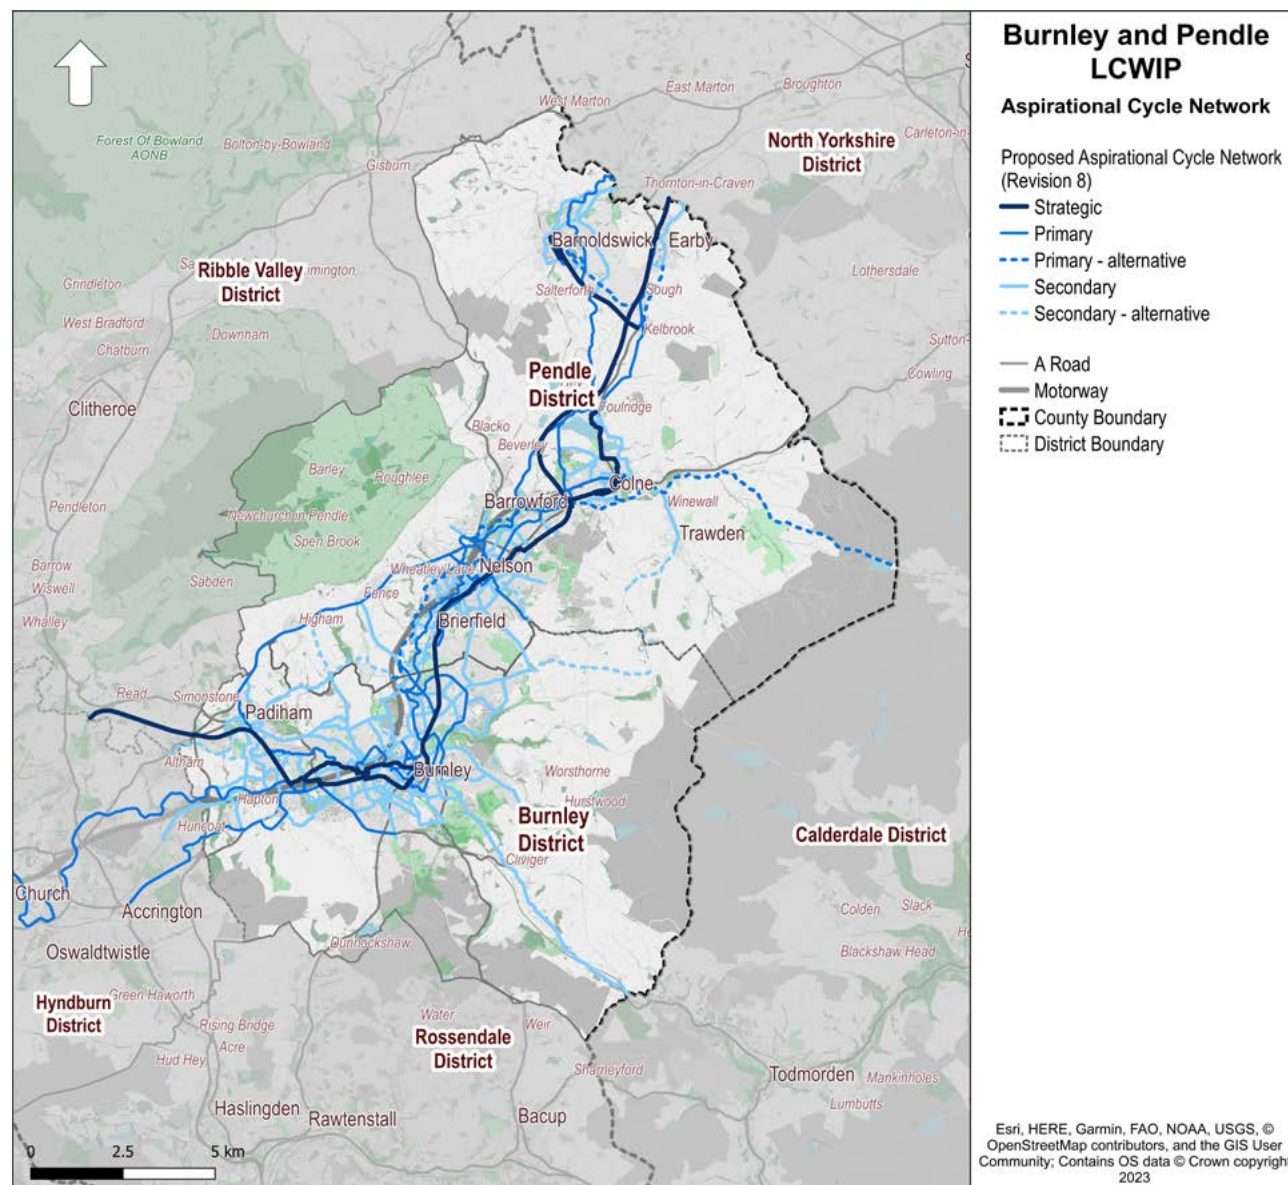 Burnley and Pendle
LCWIP
Aspirational Cycle Network
Proposed Aspirational Cycle Network
(Revision 8)
Strategic
Primary
Primary - alternative
Secondary
Secondary - alternative
A Road
Motorway
County Boundary
District Boundary
Esri, HERE, Garmin, FAO, NOAA, USGS, ©
OpenStreetMap contributors, and the GIS User
Community; Contains OS data © Crown copyright
2023
West Marton
East Marton
Broughton
Forest Of Bowland
AONB
Bolton-by-Bowland
Gisburn
North Yorkshire
District
Carleton-in-
Thornton-in-Craven
Barnoldswick
Earby
Ribble Valley
District
Grindleton
Lothersdale
Salterforth
Sough
West Bradford
Downham
Chatburn
Kelbrook
Sutton-
Cowling
Pendle
District
Clitheroe
Foulridge
Blacko
Beverley
Barley
Roughlee
Colne
Pendleton
Barrowford
Winewall
Newchurch in Pendle
Trawden
Spen Brook
Barrow
Wheatley Lane
Nelson
Wiswell
Sabden
Fence
Whalley
Higham
Brierfield
Read
Simonstone
Padiham
Altham
Burnley
Worsthorne
Hapton
Hurstwood
Huncoat
Burnley
District
Calderdale District
Cliviger
Church
Accrington
Colden
Slack
Oswaldtwistle
Dunnockshaw
Blackshaw Head
Green Haworth
Hyndburn
District
Rising Bridge
Acre
Water
Weir
Rossendale
District
Hud Hey
Sharneyford
Todmorden
Mankinholes
Lumbutts
Haslingden
Rawtenstall
Bacup
0
2.5
5 km